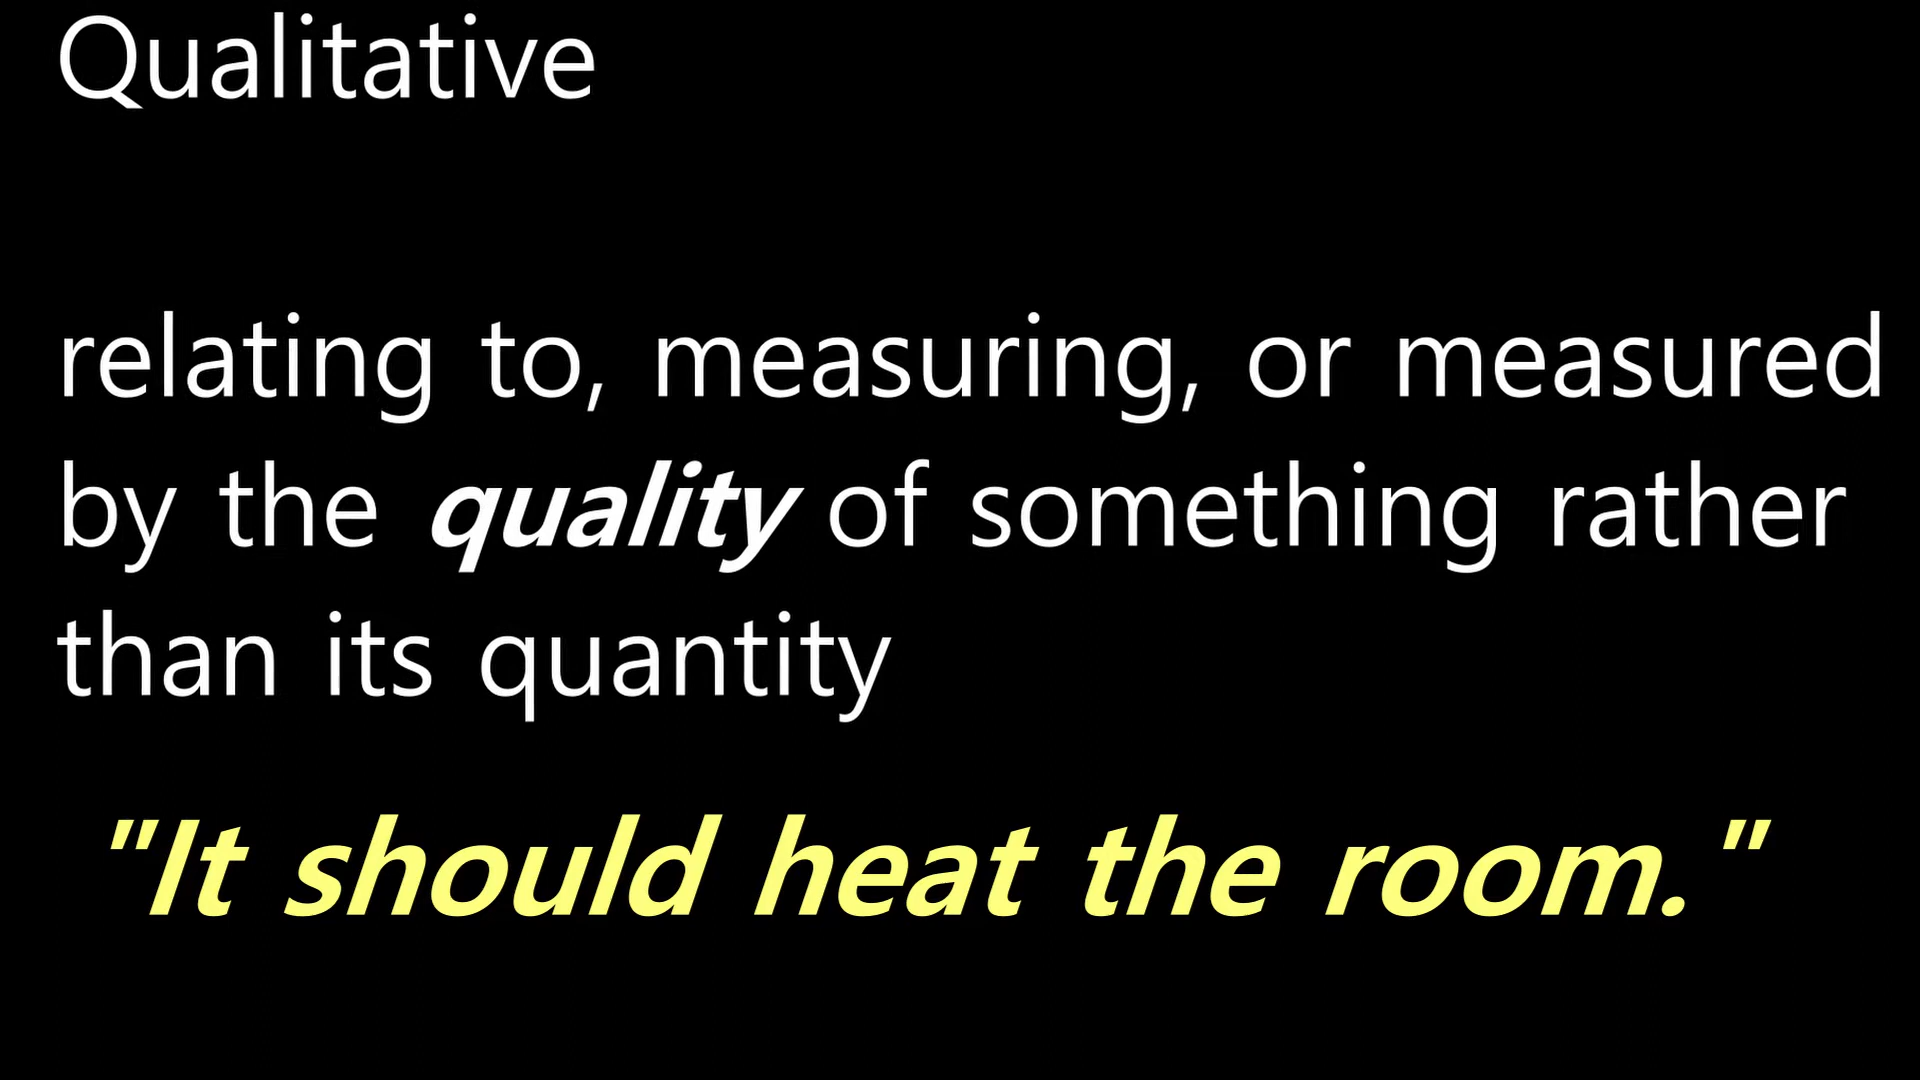 Qualitative
relating to, measuring, or measured
by the quality of something rather
than its quantity
"It should heat the room."